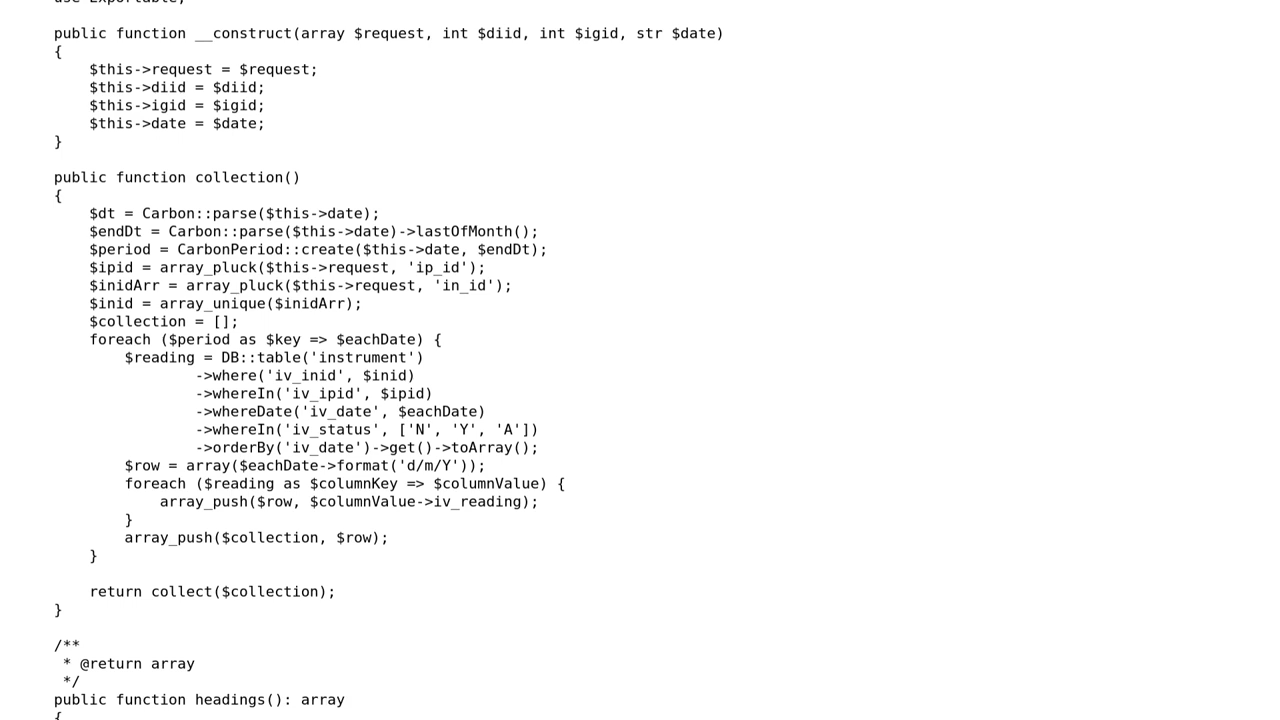 use Exportable;
public function __construct(array $request, int $diid, int $igid, str $date)
{
$this->request = $request;
$this->diid = $diid;
$this->igid = $igid;
$this->date = $date;
}
public function collection()
{
$dt = Carbon::parse($this->date);
$endDt = Carbon::parse($this->date)->lastOfMonth();
$period = CarbonPeriod::create($this->date, $endDt);
$ipid = array_pluck($this->request, 'ip_id');
$inidArr = array_pluck($this->request, 'in_id');
$inid = array_unique($inidArr);
$collection = [];
foreach ($period as $key => $eachDate) {
$reading = DB::table('instrument')
->where('iv_inid', $inid)
->whereIn('iv_ipid', $ipid)
->whereDate('iv_date', $eachDate)
->whereIn('iv_status', ['N', 'Y', 'A'])
->orderBy('iv_date')->get()->toArray();
$row = array($eachDate->format('d/m/Y'));
foreach ($reading as $columnKey => $columnValue) {
array_push($row, $columnValue->iv_reading);
}
array_push($collection, $row);
}
return collect($collection);
}
/**
* @return array
*/
public function headings(): array
{